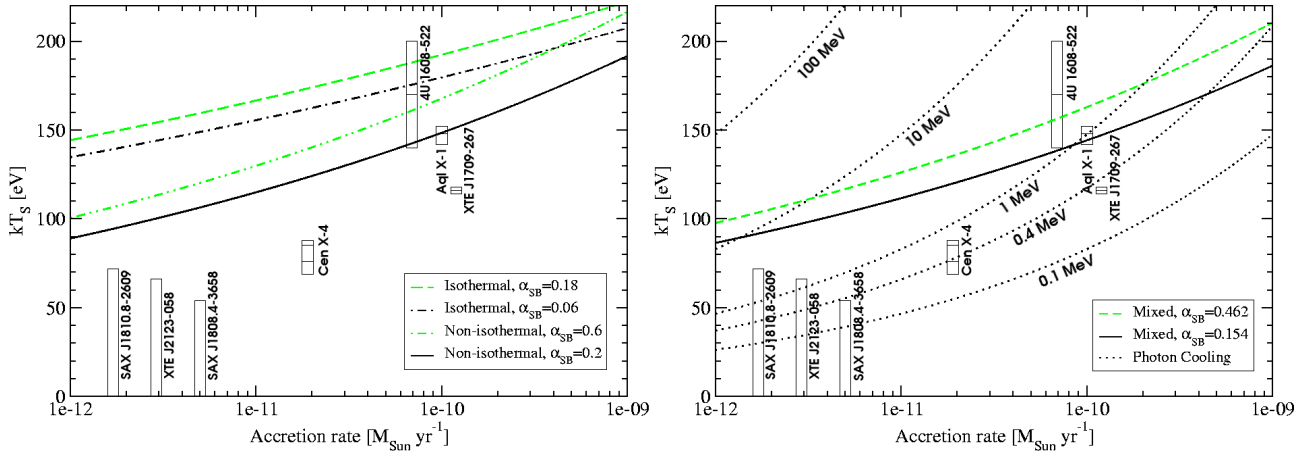 kT_S [eV]
200
150
100
50
0
4U 1608-522
Aql X-1
XTE J1709-267
Cen X-4
SAX J1810.8-2609
XTE J2123-058
SAX J1808.4-3658
Isothermal, α_SB=0.18
Isothermal, α_SB=0.06
Non-isothermal, α_SB=0.6
Non-isothermal, α_SB=0.2
1e-12 1e-11 1e-10 1e-09
Accretion rate [M_Sun yr^-1]
kT_S [eV]
200
150
100
50
0
100 MeV
10 MeV
1 MeV
0.4 MeV
0.1 MeV
4U 1608-522
Aql X-1
XTE J1709-267
Cen X-4
SAX J1810.8-2609
XTE J2123-058
SAX J1808.4-3658
Mixed, α_SB=0.462
Mixed, α_SB=0.154
Photon Cooling
1e-12 1e-11 1e-10 1e-09
Accretion rate [M_Sun yr^-1]